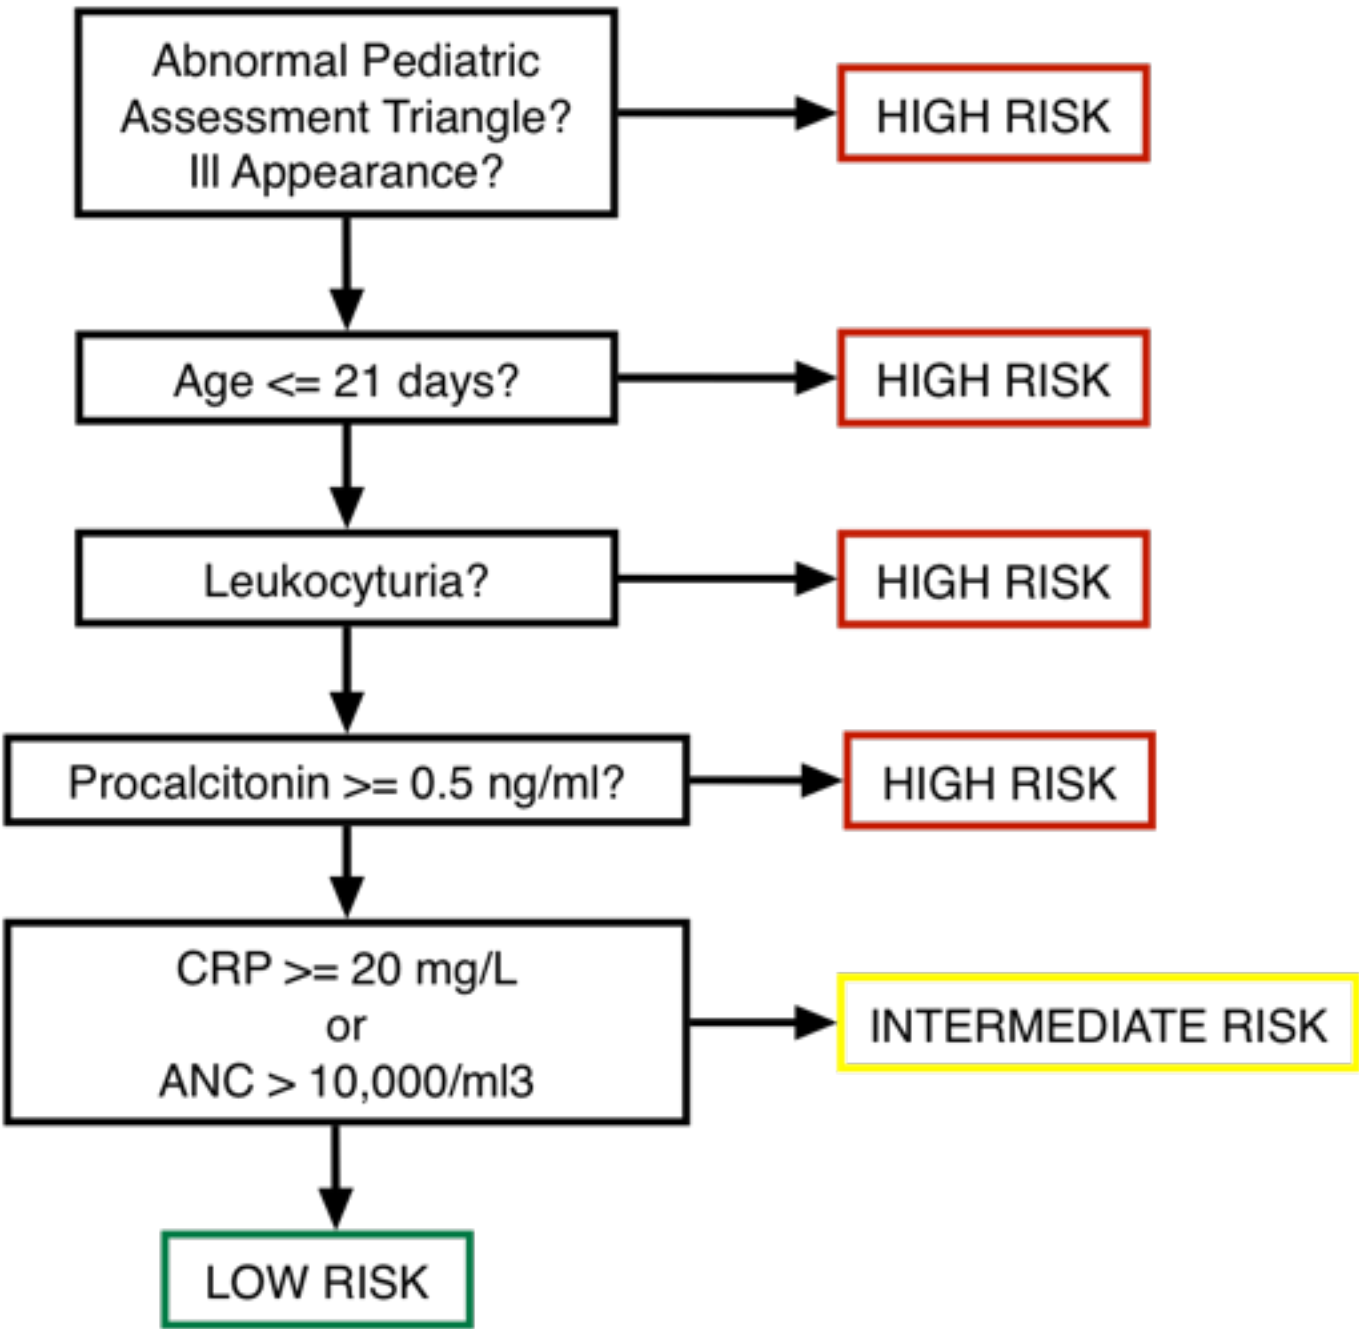 Abnormal Pediatric
Assessment Triangle?
Ill Appearance?
HIGH RISK
Age <= 21 days?
HIGH RISK
Leukocyturia?
HIGH RISK
Procalcitonin >= 0.5 ng/ml?
HIGH RISK
CRP >= 20 mg/L
or
ANC > 10,000/ml3
INTERMEDIATE RISK
LOW RISK